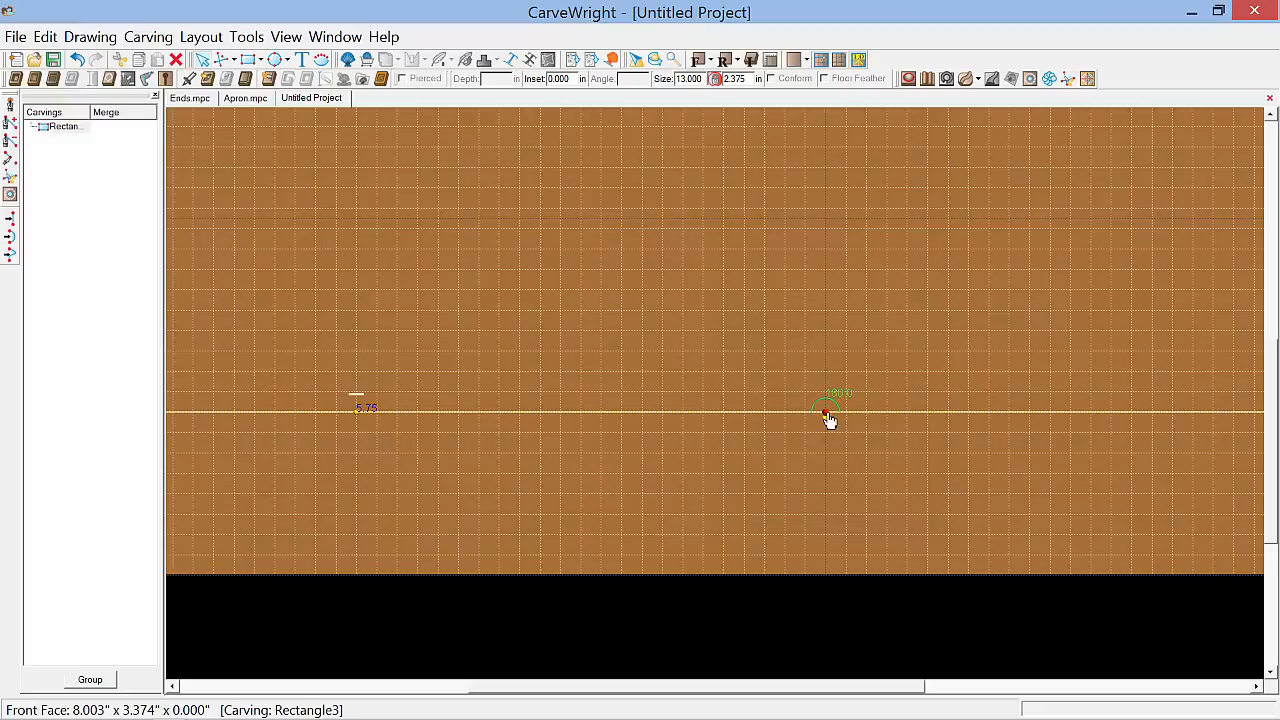 CarveWright - [Untitled Project]
File Edit Drawing Carving Layout Tools View Window Help
Pierced Depth: in Inset: 0.000 in Angle: Size: 13.000 2.375 in Conform Floor Feather
Carvings Merge
Ends.mpc Apron.mpc Untitled Project
Rectan...
180.0
5.75
Group
Front Face: 8.003" x 3.374" x 0.000" [Carving: Rectangle3]